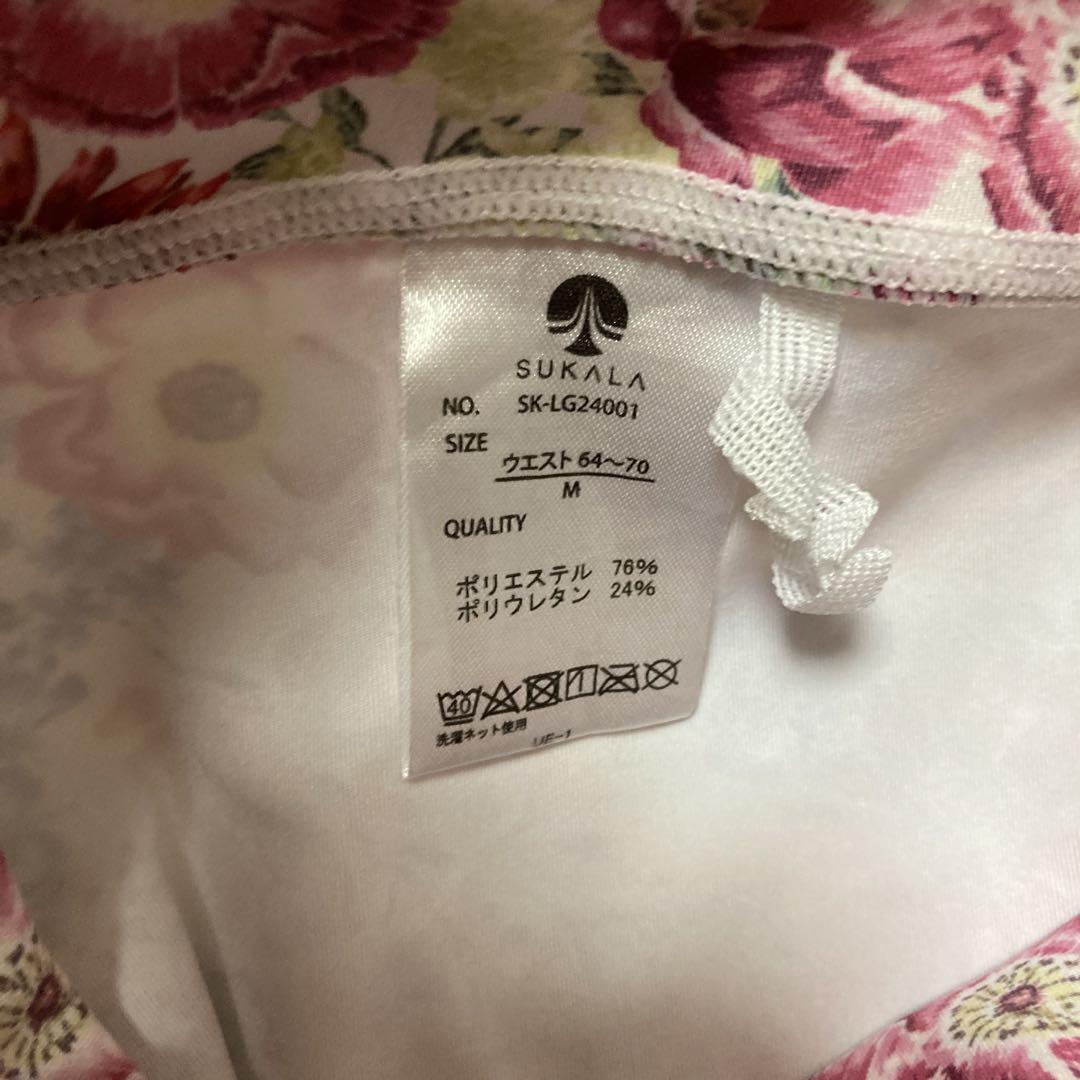 SUKALA
NO. SK-LG24001
SIZE
ウエスト 64～70
M
QUALITY
ポリエステル 76%
ポリウレタン 24%
40
洗濯ネット使用